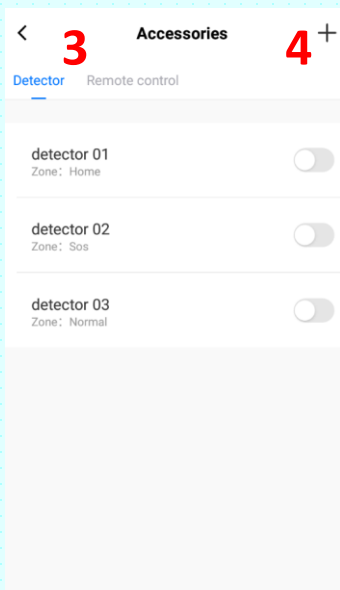 Accessories
3 4
Detector Remote control
detector 01
Zone：Home
detector 02
Zone：Sos
detector 03
Zone：Normal